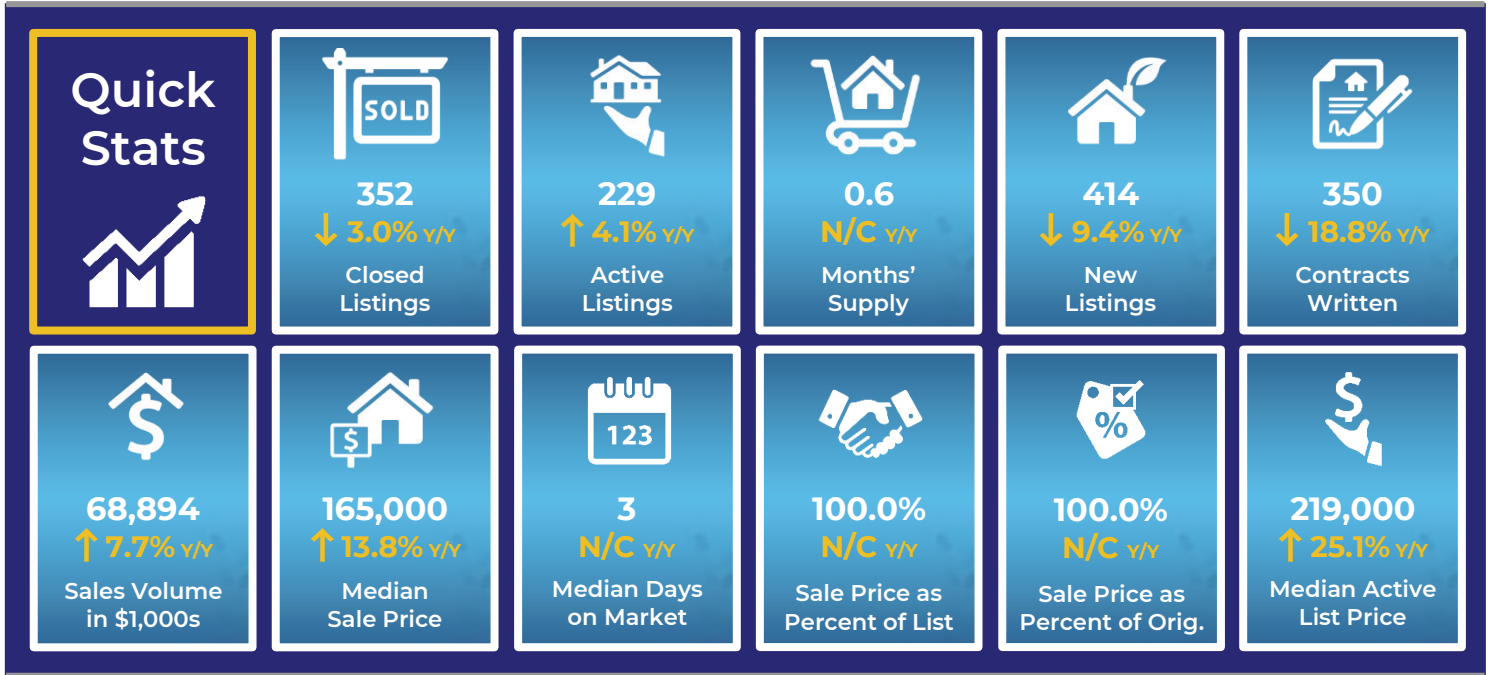 Quick
Stats
SOLD
352
↓ 3.0% Y/Y
Closed
Listings
229
↑ 4.1% Y/Y
Active
Listings
0.6
N/C Y/Y
Months’
Supply
414
↓ 9.4% Y/Y
New
Listings
350
↓ 18.8% Y/Y
Contracts
Written
$
68,894
↑ 7.7% Y/Y
Sales Volume
in $1,000s
$
165,000
↑ 13.8% Y/Y
Median
Sale Price
123
3
N/C Y/Y
Median Days
on Market
100.0%
N/C Y/Y
Sale Price as
Percent of List
%
100.0%
N/C Y/Y
Sale Price as
Percent of Orig.
$
219,000
↑ 25.1% Y/Y
Median Active
List Price